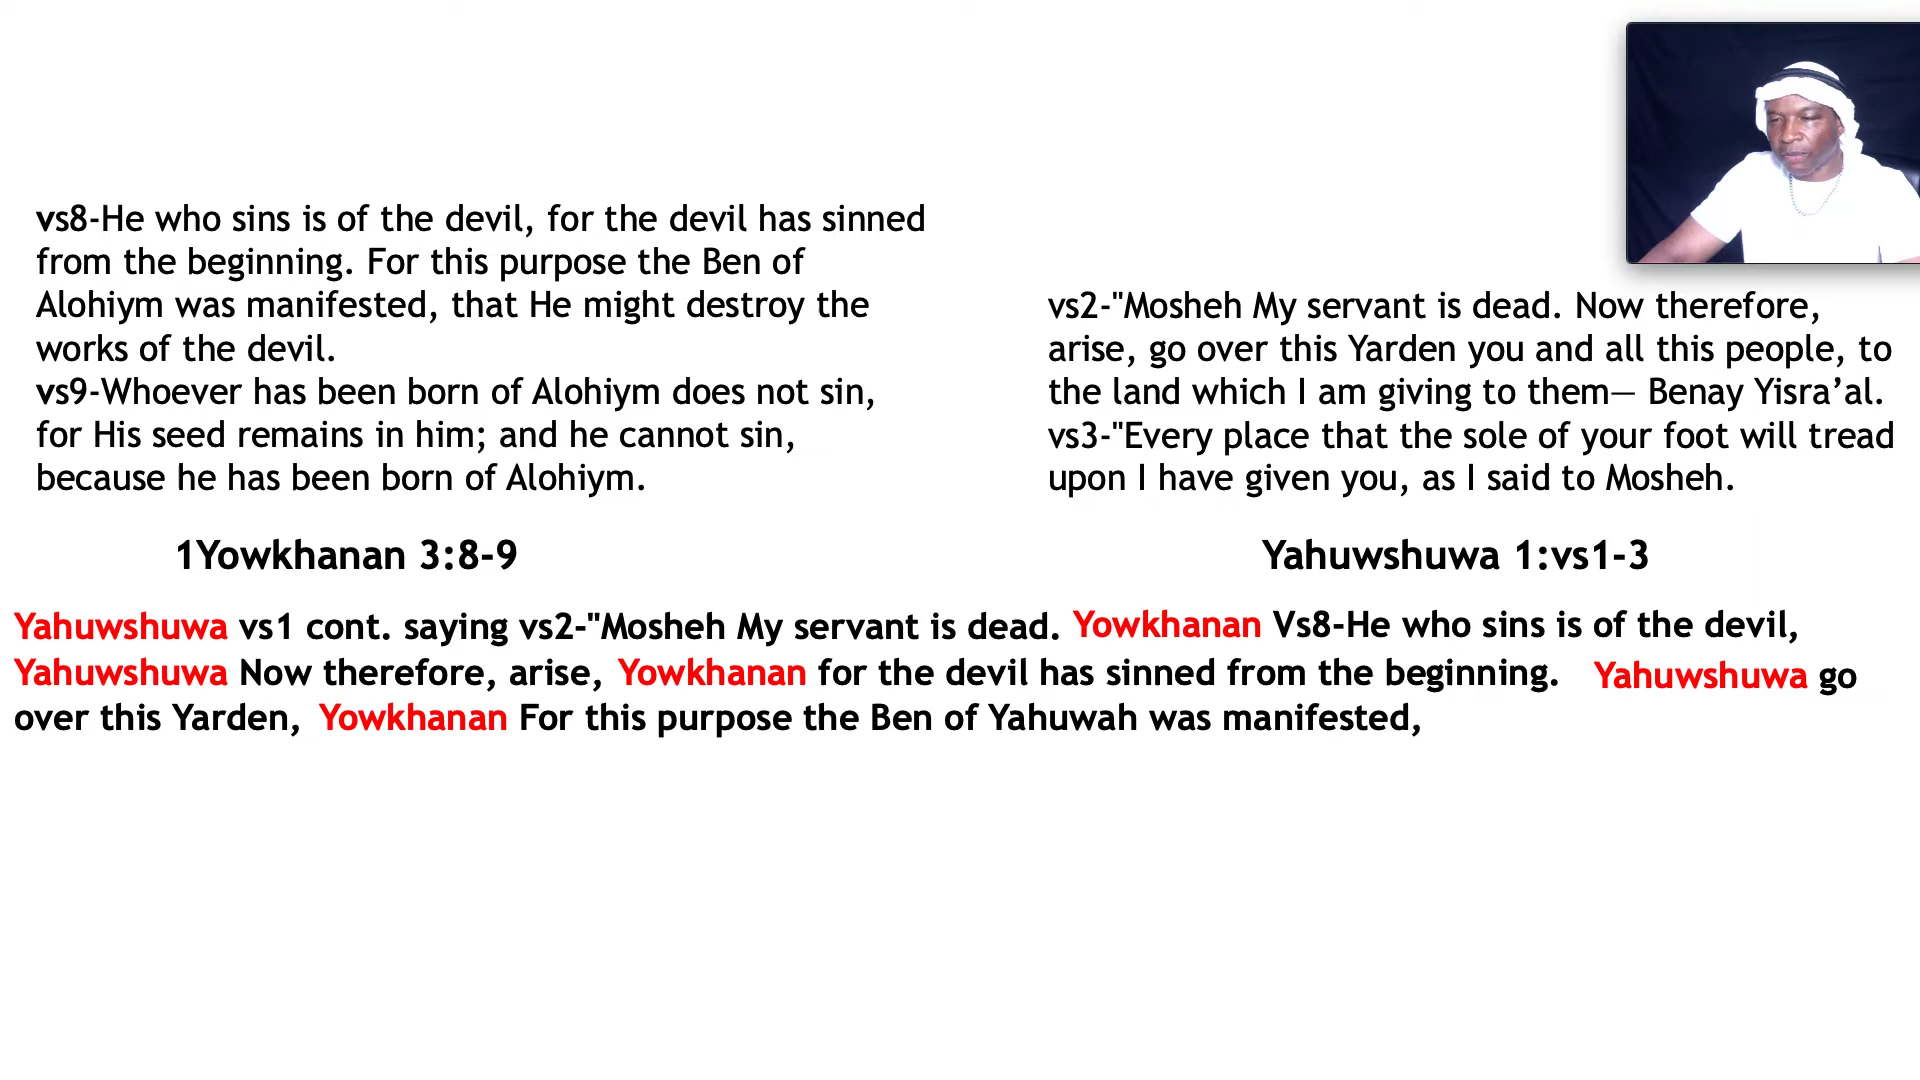 vs8-He who sins is of the devil, for the devil has sinned
from the beginning. For this purpose the Ben of
Alohiym was manifested, that He might destroy the
works of the devil.
vs9-Whoever has been born of Alohiym does not sin,
for His seed remains in him; and he cannot sin,
because he has been born of Alohiym.
1Yowkhanan 3:8-9
vs2-"Mosheh My servant is dead. Now therefore,
arise, go over this Yarden you and all this people, to
the land which I am giving to them— Benay Yisra’al.
vs3-"Every place that the sole of your foot will tread
upon I have given you, as I said to Mosheh.
Yahuwshuwa 1:vs1-3
Yahuwshuwa vs1 cont. saying vs2-"Mosheh My servant is dead. Yowkhanan Vs8-He who sins is of the devil,
Yahuwshuwa Now therefore, arise, Yowkhanan for the devil has sinned from the beginning. Yahuwshuwa go
over this Yarden, Yowkhanan For this purpose the Ben of Yahuwah was manifested,